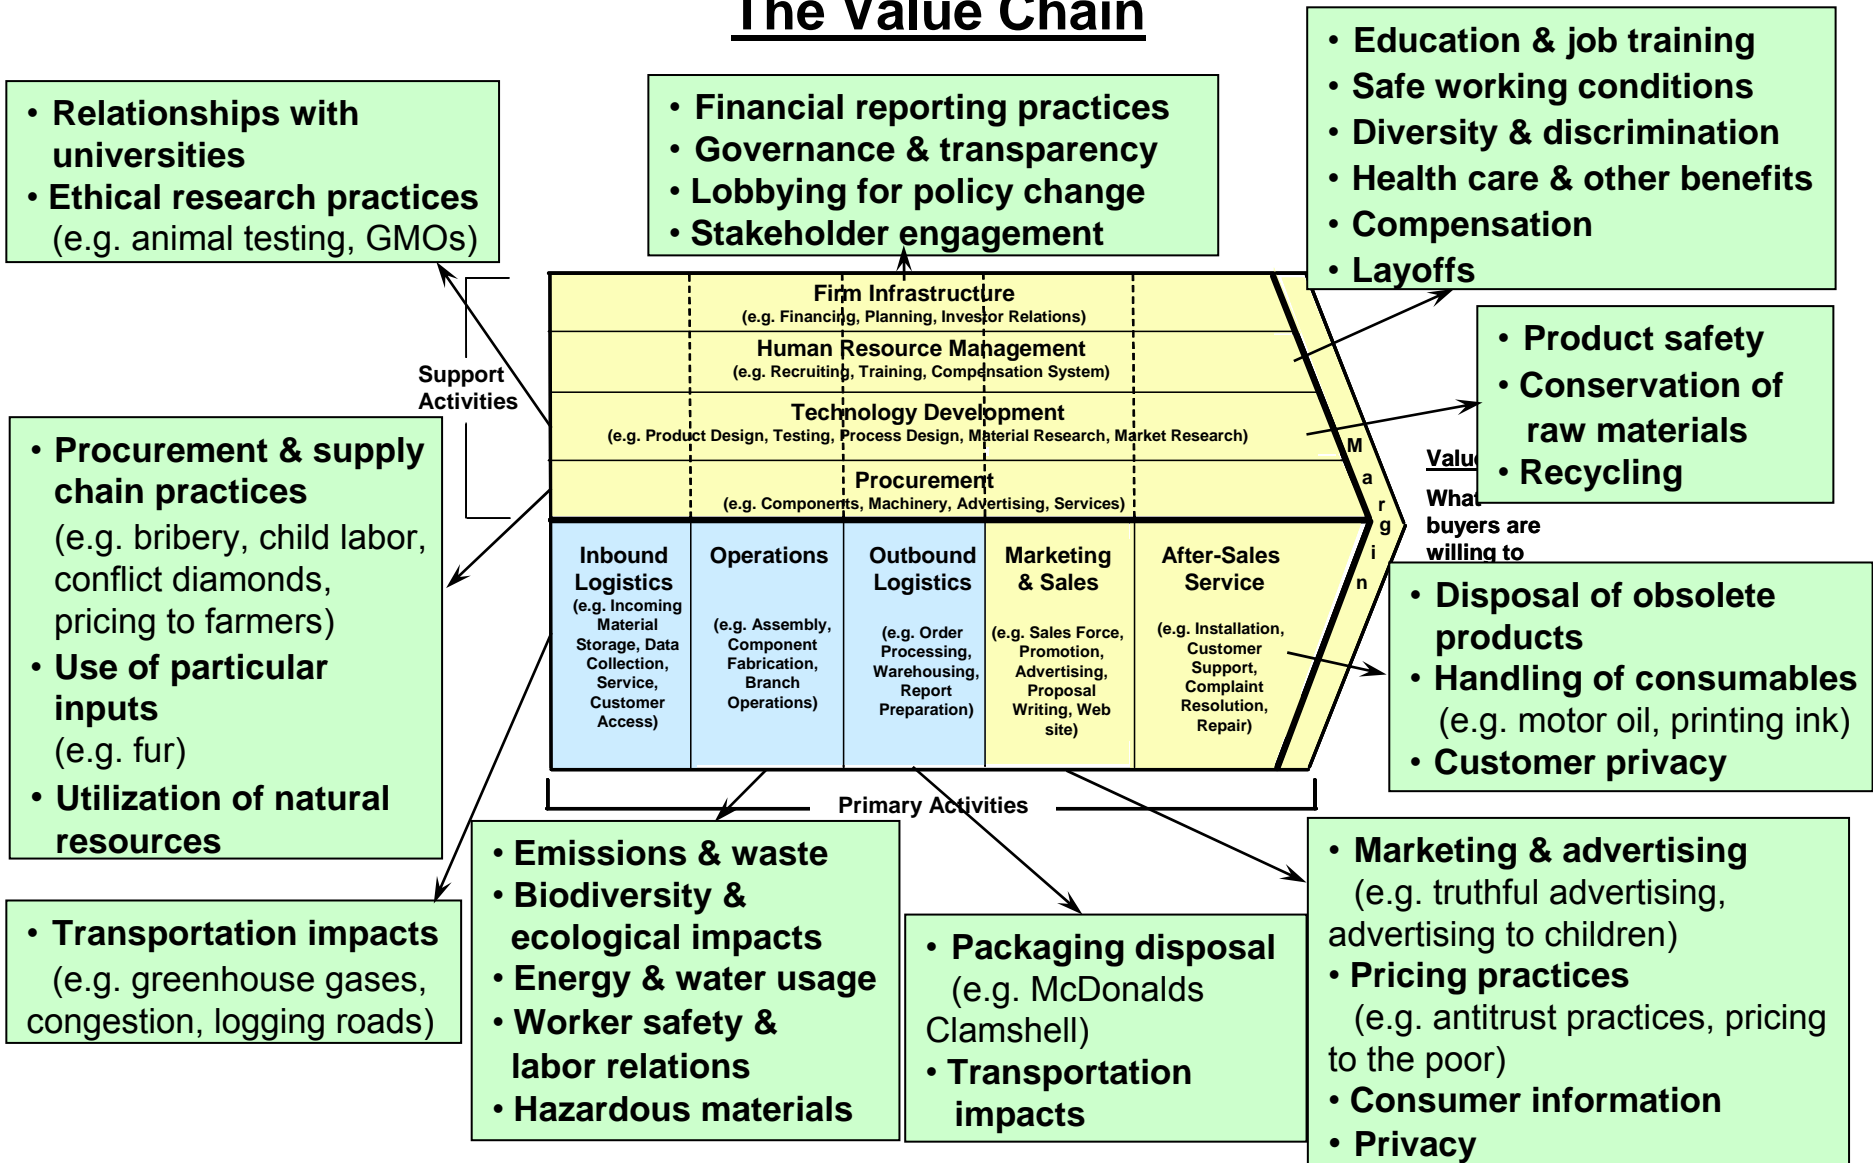 The Value Chain
• Relationships with
universities
• Ethical research practices
(e.g. animal testing, GMOs)
• Financial reporting practices
• Governance & transparency
• Lobbying for policy change
• Stakeholder engagement
• Education & job training
• Safe working conditions
• Diversity & discrimination
• Health care & other benefits
• Compensation
• Layoffs
Support
Activities
Firm Infrastructure
(e.g. Financing, Planning, Investor Relations)
Human Resource Management
(e.g. Recruiting, Training, Compensation System)
Technology Development
(e.g. Product Design, Testing, Process Design, Material Research, Market Research)
Procurement
(e.g. Components, Machinery, Advertising, Services)
M
a
r
g
i
n
• Product safety
• Conservation of
raw materials
• Recycling
What
buyers are
willing to
• Procurement & supply
chain practices
(e.g. bribery, child labor,
conflict diamonds,
pricing to farmers)
• Use of particular
inputs
(e.g. fur)
• Utilization of natural
resources
Inbound
Logistics
(e.g. Incoming
Material
Storage, Data
Collection,
Service,
Customer
Access)
Operations
(e.g. Assembly,
Component
Fabrication,
Branch
Operations)
Outbound
Logistics
(e.g. Order
Processing,
Warehousing,
Report
Preparation)
Marketing
& Sales
(e.g. Sales Force,
Promotion,
Advertising,
Proposal
Writing, Web
site)
After-Sales
Service
(e.g. Installation,
Customer
Support,
Complaint
Resolution,
Repair)
• Disposal of obsolete
products
• Handling of consumables
(e.g. motor oil, printing ink)
• Customer privacy
Primary Activities
• Transportation impacts
(e.g. greenhouse gases,
congestion, logging roads)
• Emissions & waste
• Biodiversity &
ecological impacts
• Energy & water usage
• Worker safety &
labor relations
• Hazardous materials
• Packaging disposal
(e.g. McDonalds
Clamshell)
• Transportation
impacts
• Marketing & advertising
(e.g. truthful advertising,
advertising to children)
• Pricing practices
(e.g. antitrust practices, pricing
to the poor)
• Consumer information
• Privacy